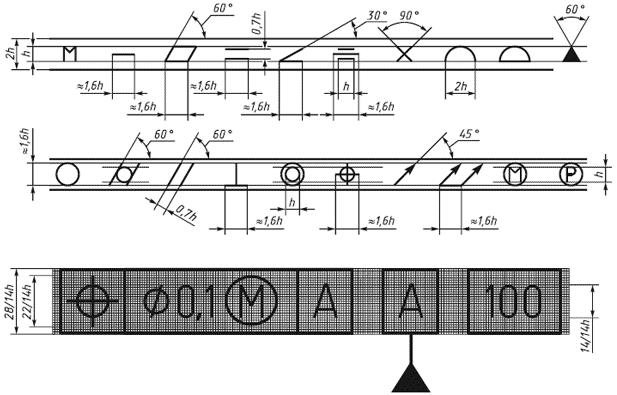 60° 0,7h 30° 90° 60°
2h h M
≈1,6h ≈1,6h h 2h
≈1,6h ≈1,6h ≈1,6h
60° 60° 45°
≈1,6h M P h
0,7h h
≈1,6h ≈1,6h ≈1,6h
28/14h 22/14h ⌀0,1 Ⓜ A A 100 14/14h